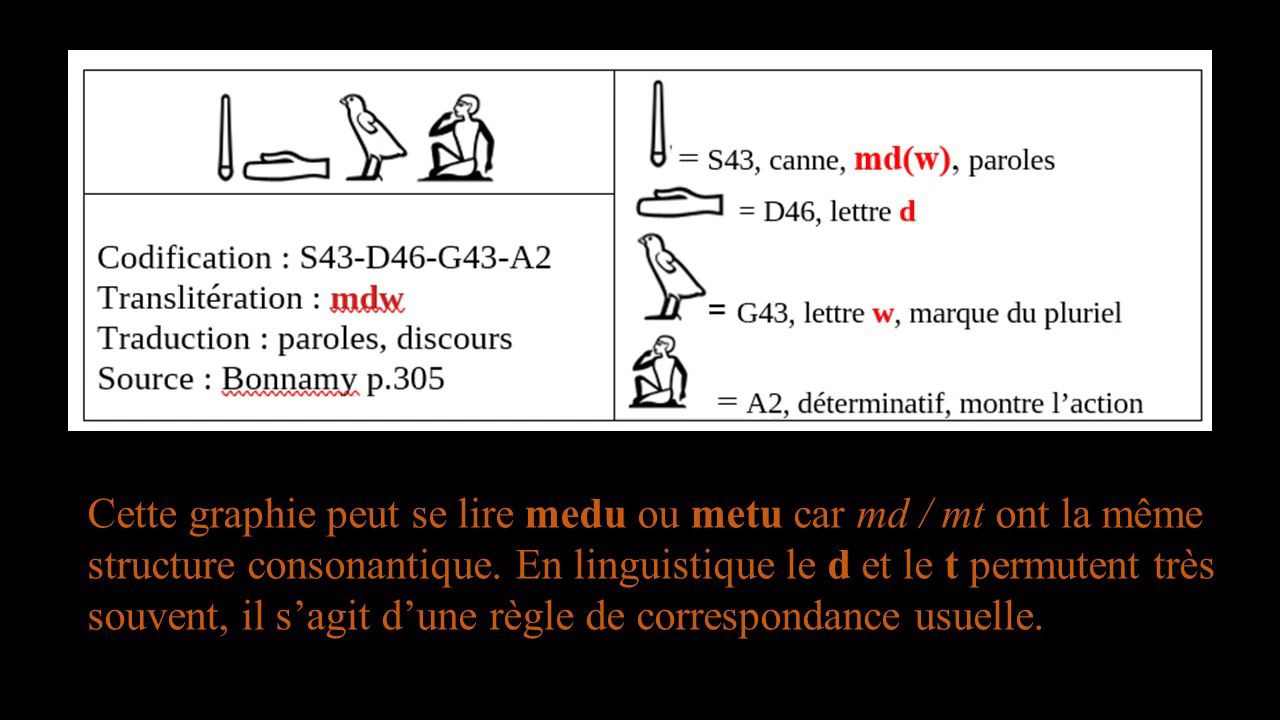 Codification : S43-D46-G43-A2
Translitération : mdw
Traduction : paroles, discours
Source : Bonnamy p.305
= S43, canne, md(w), paroles
= D46, lettre d
= G43, lettre w, marque du pluriel
= A2, déterminatif, montre l’action
Cette graphie peut se lire medu ou metu car md / mt ont la même
structure consonantique. En linguistique le d et le t permutent très
souvent, il s’agit d’une règle de correspondance usuelle.